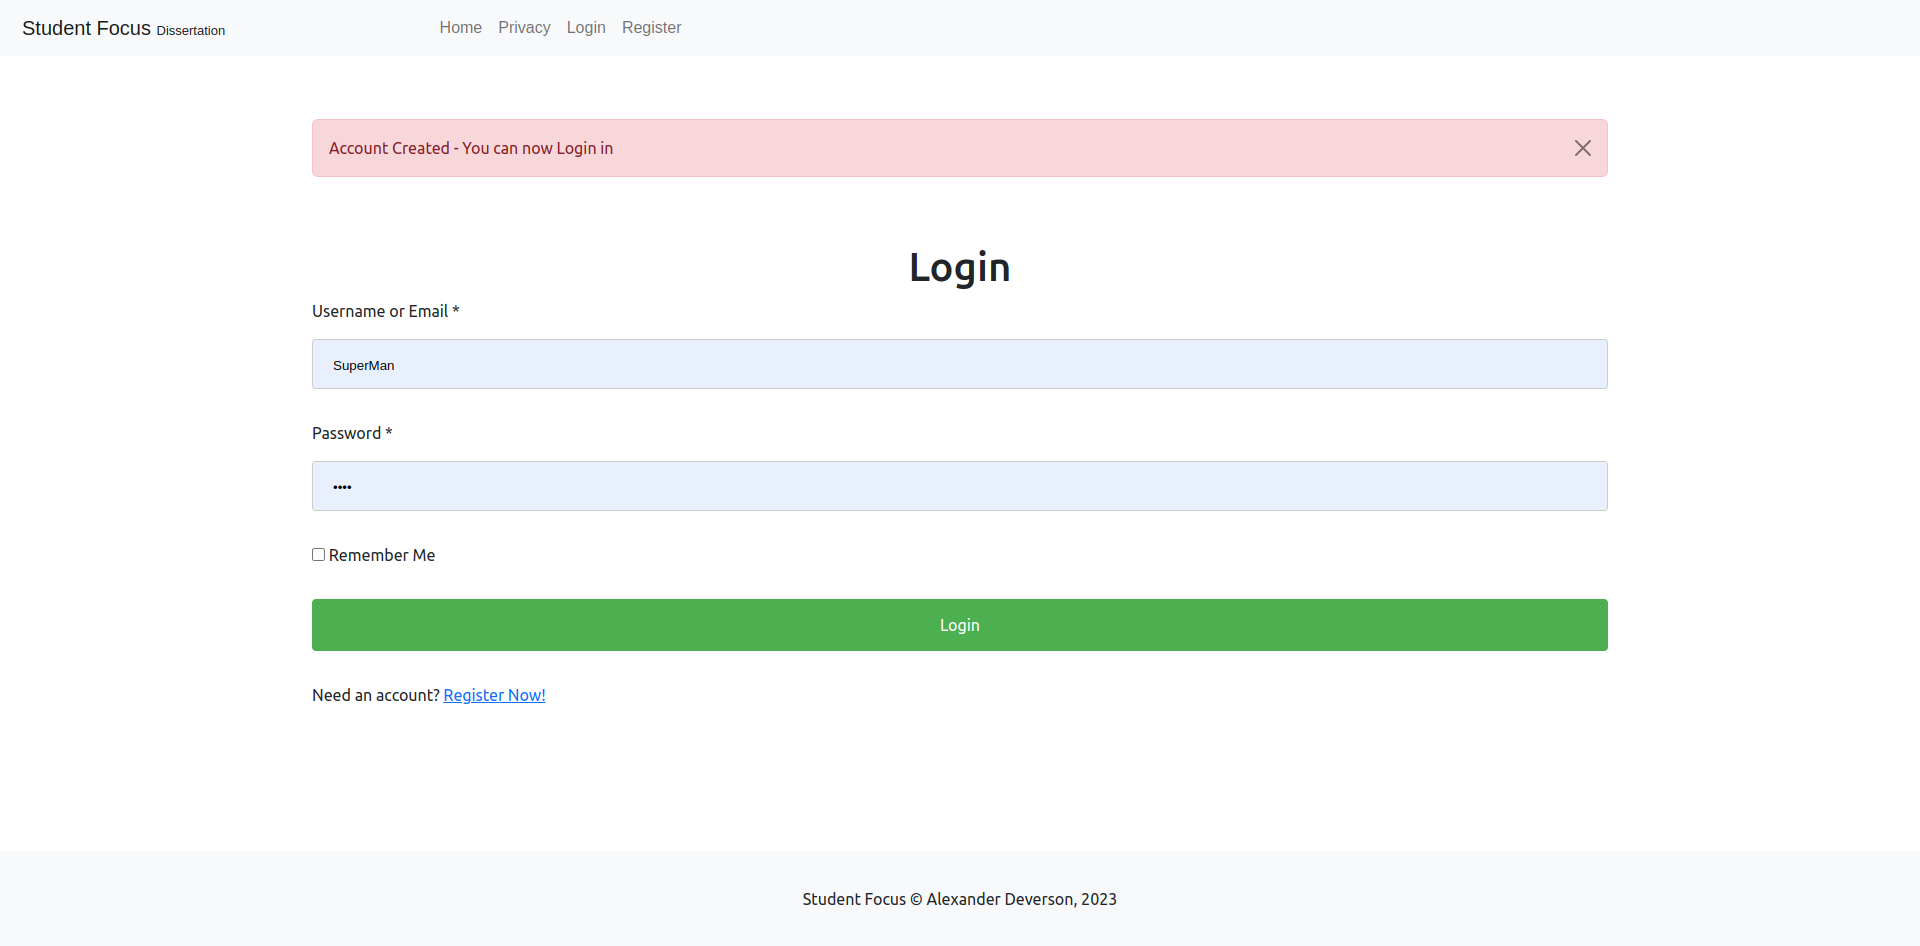 Student Focus Dissertation Home Privacy Login Register
Account Created - You can now Login in
Login
Username or Email *
SuperMan
Password *
••••
Remember Me
Login
Need an account? Register Now!
Student Focus © Alexander Deverson, 2023